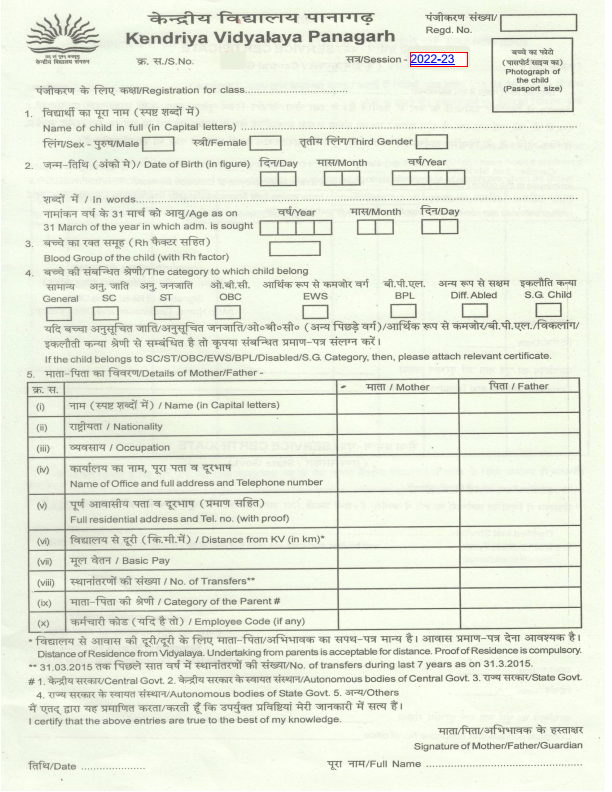 केन्द्रीय विद्यालय पानागढ़
Kendriya Vidyalaya Panagarh
पंजीकरण संख्या/
Regd. No.
क्र. स./S.No.
सत्र/Session - 2022-23
बच्चे का फोटो
(पासपोर्ट साइज का)
Photograph of
the child
(Passport size)
केन्द्रीय विद्यालय संगठन
पंजीकरण के लिए कक्षा/Registration for class
1. विद्यार्थी का पूरा नाम (स्पष्ट शब्दों में)
Name of child in full (in Capital letters)
लिंग/Sex - पुरुष/Male स्त्री/Female तृतीय लिंग/Third Gender
2. जन्म-तिथि (अंको मे)/ Date of Birth (in figure) दिन/Day मास/Month वर्ष/Year
शब्दों में / In words
नामांकन वर्ष के 31 मार्च को आयु/Age as on वर्ष/Year मास/Month दिन/Day
31 March of the year in which adm. is sought
3. बच्चे का रक्त समूह (Rh फैक्टर सहित)
Blood Group of the child (with Rh factor)
4. बच्चे की संबन्धित श्रेणी/The category to which child belong
सामान्य अनु. जाति अनु. जनजाति ओ.बी.सी. आर्थिक रूप से कमजोर वर्ग बी.पी.एल. अन्य रूप से सक्षम इकलौति कन्या
General SC ST OBC EWS BPL Diff. Abled S.G. Child
यदि बच्चा अनुसूचित जाति/अनुसूचित जनजाति/ओ०बी०सी० (अन्य पिछड़े वर्ग)/आर्थिक रूप से कमजोर/बी.पी.एल./विकलांग/
इकलौती कन्या श्रेणी से सम्बंधित है तो कृपया संबन्धित प्रमाण-पत्र संलग्न करें।
If the child belongs to SC/ST/OBC/EWS/BPL/Disabled/S.G. Category, then, please attach relevant certificate.
5. माता-पिता का विवरण/Details of Mother/Father -
क्र. स. माता / Mother पिता / Father
(i) नाम (स्पष्ट शब्दों में) / Name (in Capital letters)
(ii) राष्ट्रीयता / Nationality
(iii) व्यवसाय / Occupation
(iv) कार्यालय का नाम, पूरा पता व दूरभाष
Name of Office and full address and Telephone number
(v) पूर्ण आवासीय पता व दूरभाष (प्रमाण सहित)
Full residential address and Tel. no. (with proof)
(vi) विद्यालय से दूरी (कि.मी.में) / Distance from KV (in km)*
(vii) मूल वेतन / Basic Pay
(viii) स्थानांतरणों की संख्या / No. of Transfers**
(ix) माता-पिता की श्रेणी / Category of the Parent #
(x) कर्मचारी कोड (यदि है तो) / Employee Code (if any)
* विद्यालय से आवास की दूरी/दूरी के लिए माता-पिता/अभिभावक का सपथ-पत्र मान्य है। आवास प्रमाण-पत्र देना आवश्यक है।
Distance of Residence from Vidyalaya. Undertaking from parents is acceptable for distance. Proof of Residence is compulsory.
** 31.03.2015 तक पिछले सात वर्ष में स्थानांतरणों की संख्या/No. of transfers during last 7 years as on 31.3.2015.
# 1. केन्द्रीय सरकार/Central Govt. 2. केन्द्रीय सरकार के स्वायत संस्थान/Autonomous bodies of Central Govt. 3. राज्य सरकार/State Govt.
4. राज्य सरकार के स्वायत संस्थान/Autonomous bodies of State Govt. 5. अन्य/Others
मैं एतद् द्वारा यह प्रमाणित करता/करती हूँ कि उपर्युक्त प्रविष्टियां मेरी जानकारी में सत्य हैं।
I certify that the above entries are true to the best of my knowledge.
माता/पिता/अभिभावक के हस्ताक्षर
Signature of Mother/Father/Guardian
तिथि/Date पूरा नाम/Full Name